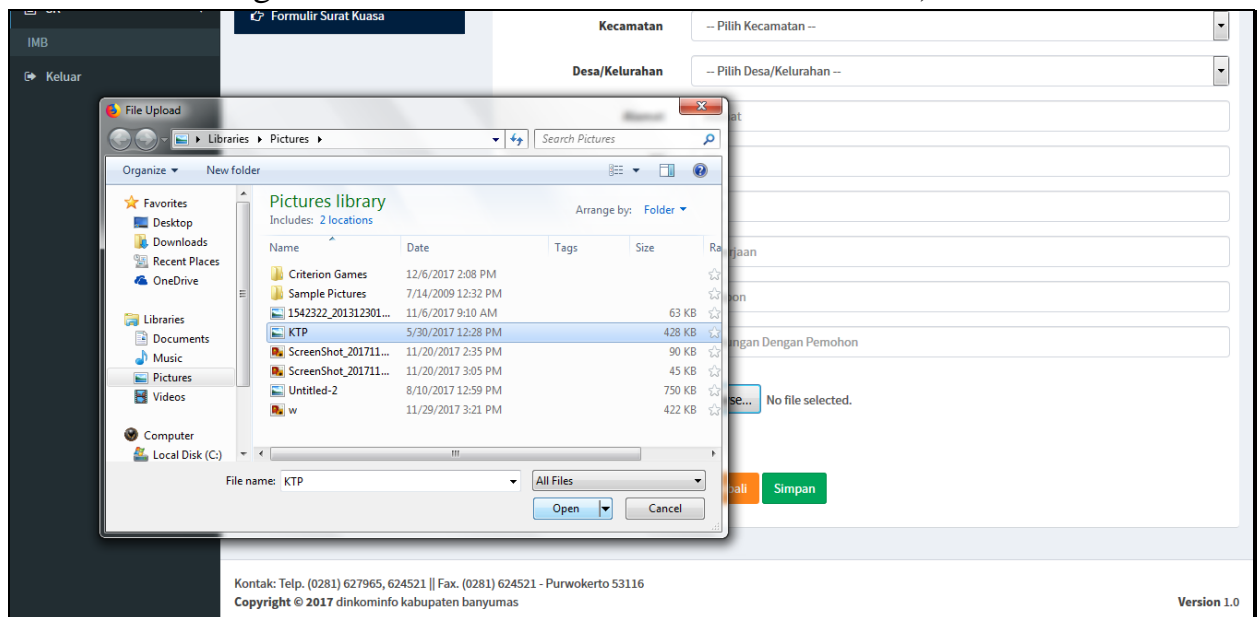 Formulir Surat Kuasa
Kecamatan
-- Pilih Kecamatan --
IMB
Keluar
Desa/Kelurahan
-- Pilih Desa/Kelurahan --
File Upload
Alamat
Libraries
Pictures
Search Pictures
Organize
New folder
Favorites
Desktop
Downloads
Recent Places
OneDrive
Libraries
Documents
Music
Pictures
Videos
Computer
Local Disk (C:)
Pictures library
Includes: 2 locations
Arrange by: Folder
Name Date Tags Size Ra
Criterion Games 12/6/2017 2:08 PM
Sample Pictures 7/14/2009 12:32 PM
1542322_201312301... 11/6/2017 9:10 AM 63 KB
KTP 5/30/2017 12:28 PM 428 KB
ScreenShot_201711... 11/20/2017 2:35 PM 90 KB
ScreenShot_201711... 11/20/2017 3:05 PM 45 KB
Untitled-2 8/10/2017 12:59 PM 750 KB
w 11/29/2017 3:21 PM 422 KB
File name: KTP
All Files
Open
Cancel
at
rjaan
on
ungan Dengan Pemohon
se... No file selected.
bali
Simpan
Kontak: Telp. (0281) 627965, 624521 || Fax. (0281) 624521 - Purwokerto 53116
Copyright © 2017 dinkominfo kabupaten banyumas
Version 1.0